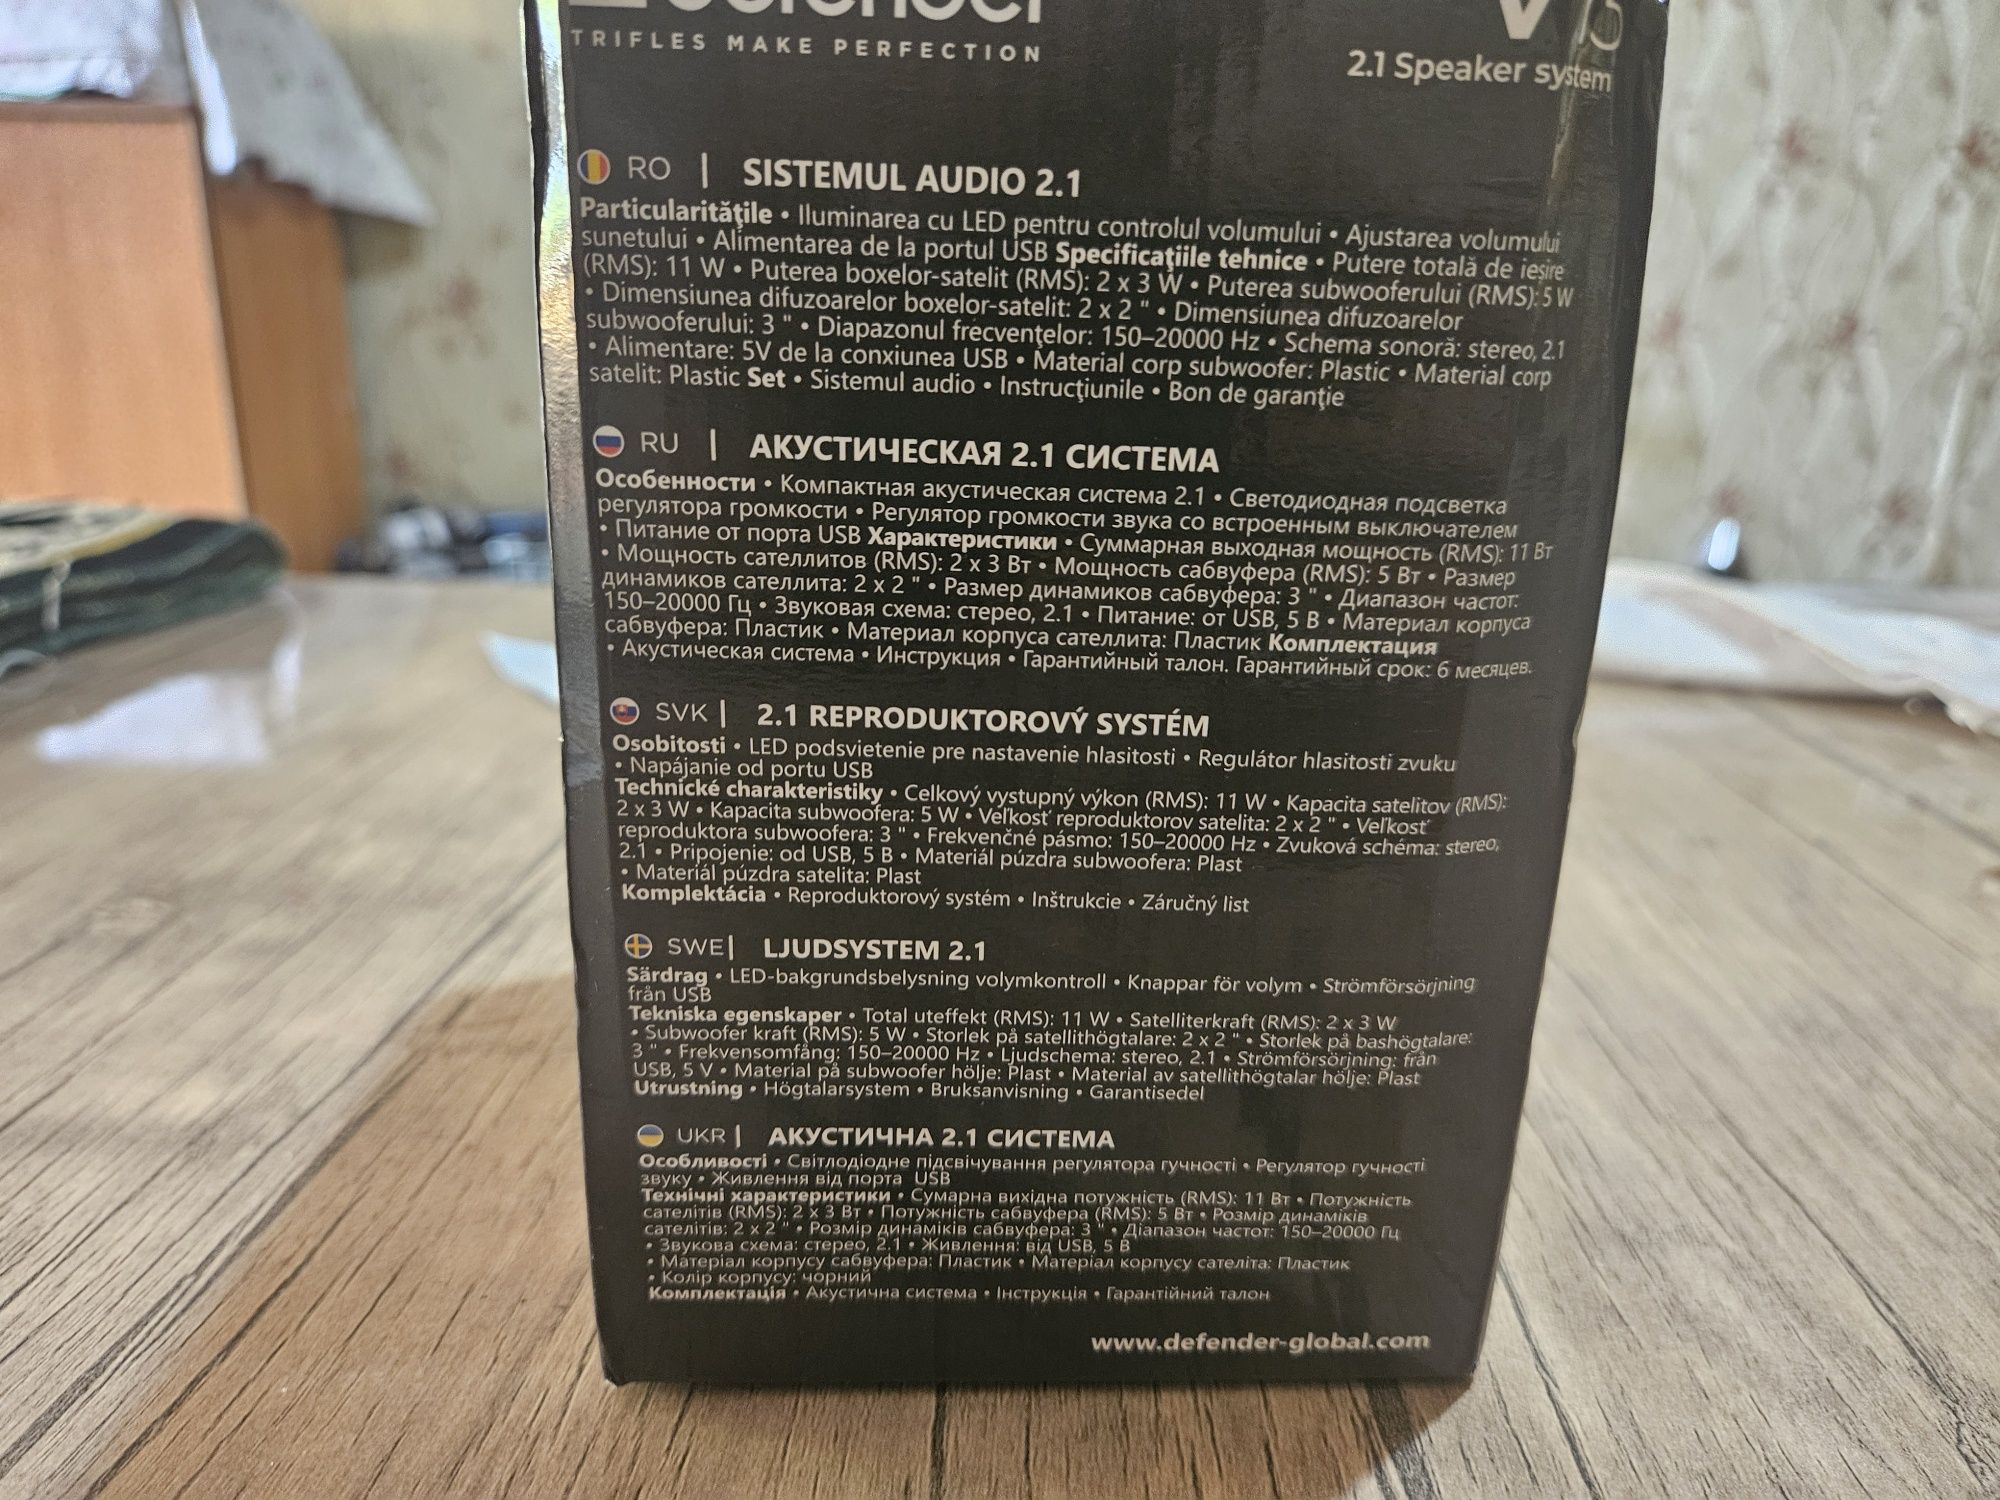 defender
TRIFLES MAKE PERFECTION
2.1 Speaker system
RO | SISTEMUL AUDIO 2.1
Particularităţile • Iluminarea cu LED pentru controlul volumului • Ajustarea volumului
sunetului • Alimentarea de la portul USB Specificaţiile tehnice • Putere totală de ieşire
(RMS): 11 W • Puterea boxelor-satelit (RMS): 2 x 3 W • Puterea subwooferului (RMS): 5 W
• Dimensiunea difuzoarelor boxelor-satelit: 2 x 2 " • Dimensiunea difuzoarelor
subwooferului: 3 " • Diapazonul frecvenţelor: 150–20000 Hz • Schema sonoră: stereo, 2.1
• Alimentare: 5V de la conxiunea USB • Material corp subwoofer: Plastic • Material corp
satelit: Plastic Set • Sistemul audio • Instrucţiunile • Bon de garanţie
RU | АКУСТИЧЕСКАЯ 2.1 СИСТЕМА
Особенности • Компактная акустическая система 2.1 • Светодиодная подсветка
регулятора громкости • Регулятор громкости звука со встроенным выключателем
• Питание от порта USB Характеристики • Суммарная выходная мощность (RMS): 11 Вт
• Мощность сателлитов (RMS): 2 x 3 Вт • Мощность сабвуфера (RMS): 5 Вт • Размер
динамиков сателлита: 2 x 2 " • Размер динамиков сабвуфера: 3 " • Диапазон частот:
150–20000 Гц • Звуковая схема: стерео, 2.1 • Питание: от USB, 5 В • Материал корпуса
сабвуфера: Пластик • Материал корпуса сателлита: Пластик Комплектация
• Акустическая система • Инструкция • Гарантийный талон. Гарантийный срок: 6 месяцев.
SVK | 2.1 REPRODUKTOROVÝ SYSTÉM
Osobitosti • LED podsvietenie pre nastavenie hlasitosti • Regulátor hlasitosti zvuku
• Napájanie od portu USB
Technické charakteristiky • Celkový vystupný výkon (RMS): 11 W • Kapacita satelitov (RMS):
2 x 3 W • Kapacita subwoofera: 5 W • Veľkosť reproduktorov satelita: 2 x 2 " • Veľkosť
reproduktora subwoofera: 3 " • Frekvenčné pásmo: 150–20000 Hz • Zvuková schéma: stereo,
2.1 • Pripojenie: od USB, 5 B • Materiál púzdra subwoofera: Plast
• Materiál púzdra satelita: Plast
Komplektácia • Reproduktorový systém • Inštrukcie • Záručný list
SWE | LJUDSYSTEM 2.1
Särdrag • LED-bakgrundsbelysning volymkontroll • Knappar för volym • Strömförsörjning
från USB
Tekniska egenskaper • Total uteffekt (RMS): 11 W • Satelliterkraft (RMS): 2 x 3 W
• Subwoofer kraft (RMS): 5 W • Storlek på satellithögtalare: 2 x 2 " • Storlek på bashögtalare:
3 " • Frekvensomfång: 150–20000 Hz • Ljudschema: stereo, 2.1 • Strömförsörjning: från
USB, 5 V • Material på subwoofer hölje: Plast • Material av satellithögtalar hölje: Plast
Utrustning • Högtalarsystem • Bruksanvisning • Garantisedel
UKR | АКУСТИЧНА 2.1 СИСТЕМА
Особливості • Світлодіодне підсвічування регулятора гучності • Регулятор гучності
звуку • Живлення від порта USB
Технічні характеристики • Сумарна вихідна потужність (RMS): 11 Вт • Потужність
сателітів (RMS): 2 x 3 Вт • Потужність сабвуфера (RMS): 5 Вт • Розмір динаміків
сателітів: 2 x 2 " • Розмір динаміків сабвуфера: 3 " • Діапазон частот: 150–20000 Гц
• Звукова схема: стерео, 2.1 • Живлення: від USB, 5 В
• Матеріал корпусу сабвуфера: Пластик • Матеріал корпусу сателіта: Пластик
• Колір корпусу: чорний
Комплектація • Акустична система • Інструкція • Гарантійний талон
www.defender-global.com